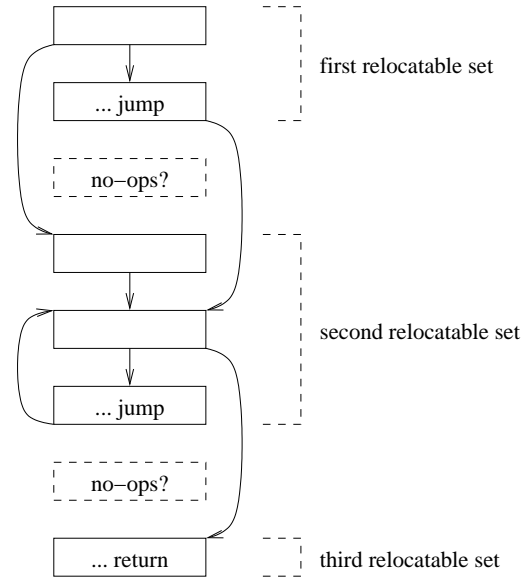 first relocatable set
... jump
no−ops?
second relocatable set
... jump
no−ops?
... return
third relocatable set